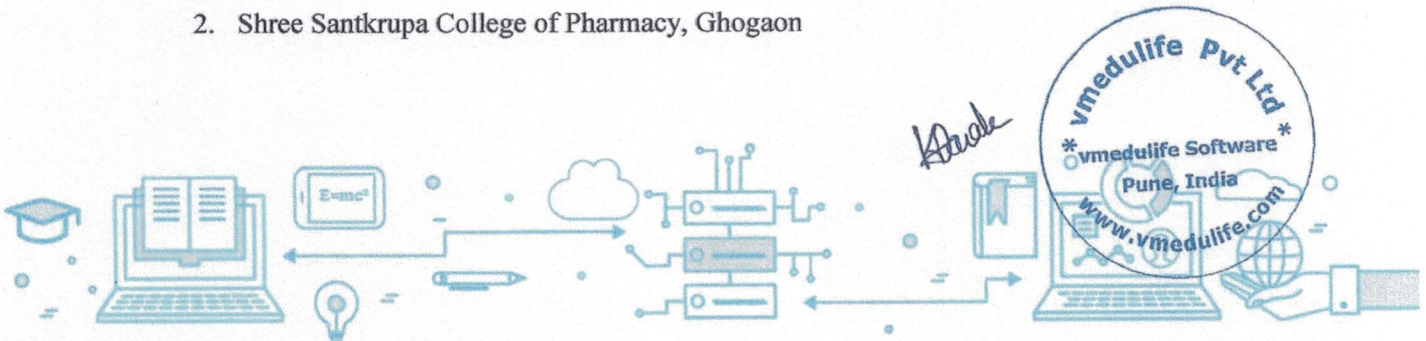 2. Shree Santkrupa College of Pharmacy, Ghogaon
* vmedulife Pvt Ltd *
vmedulife Software
Pune, India
www.vmedulife.com
E=mc²